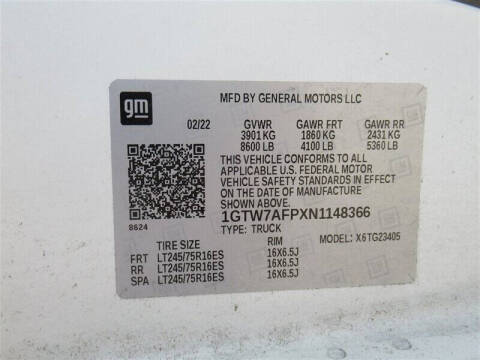 gm
MFD BY GENERAL MOTORS LLC
02/22 GVWR GAWR FRT GAWR RR
3901 KG 1860 KG 2431 KG
8600 LB 4100 LB 5360 LB
THIS VEHICLE CONFORMS TO ALL
APPLICABLE U.S. FEDERAL MOTOR
VEHICLE SAFETY STANDARDS IN EFFECT
ON THE DATE OF MANUFACTURE
SHOWN ABOVE.
8624 1GTW7AFPXN1148366
TYPE: TRUCK MODEL: X6TG23405
TIRE SIZE RIM
FRT LT245/75R16ES 16X6.5J
RR LT245/75R16ES 16X6.5J
SPA LT245/75R16ES 16X6.5J